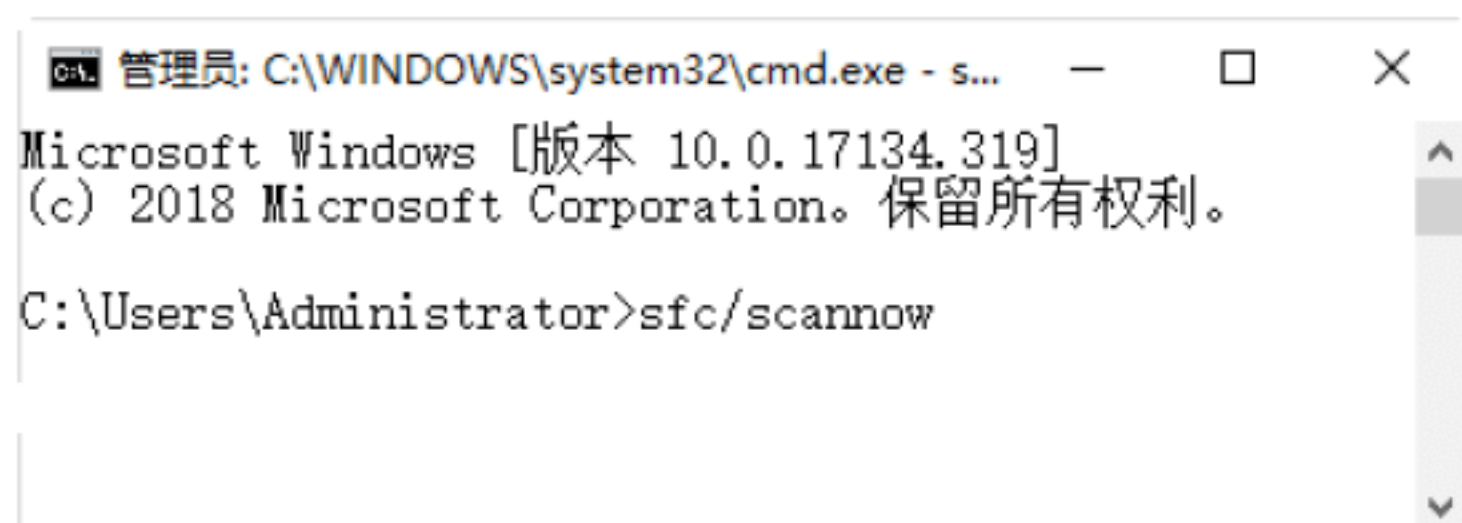 管理员: C:\WINDOWS\system32\cmd.exe - s...
Microsoft Windows [版本 10.0.17134.319]
(c) 2018 Microsoft Corporation。保留所有权利。
C:\Users\Administrator>sfc/scannow